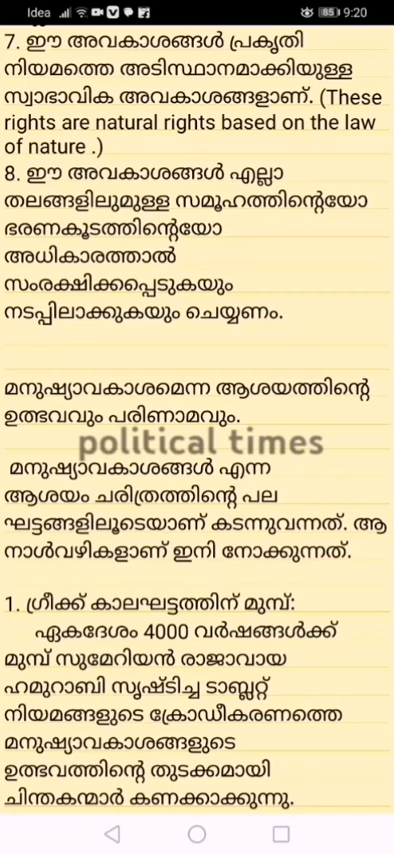 Idea 85 9:20
7. ഈ അവകാശങ്ങൾ പ്രകൃതി
നിയമത്തെ അടിസ്ഥാനമാക്കിയുള്ള
സ്വാഭാവിക അവകാശങ്ങളാണ്. (These
rights are natural rights based on the law
of nature .)
8. ഈ അവകാശങ്ങൾ എല്ലാ
തലങ്ങളിലുമുള്ള സമൂഹത്തിന്റെയോ
ഭരണകൂടത്തിന്റെയോ
അധികാരത്താൽ
സംരക്ഷിക്കപ്പെടുകയും
നടപ്പിലാക്കുകയും ചെയ്യണം.
മനുഷ്യാവകാശമെന്ന ആശയത്തിന്റെ
ഉത്ഭവവും പരിണാമവും.
political times
മനുഷ്യാവകാശങ്ങൾ എന്ന
ആശയം ചരിത്രത്തിന്റെ പല
ഘട്ടങ്ങളിലൂടെയാണ് കടന്നുവന്നത്. ആ
നാൾവഴികളാണ് ഇനി നോക്കുന്നത്.
1. ഗ്രീക്ക് കാലഘട്ടത്തിന് മുമ്പ്:
ഏകദേശം 4000 വർഷങ്ങൾക്ക്
മുമ്പ് സുമേറിയൻ രാജാവായ
ഹമുറാബി സൃഷ്ടിച്ച ടാബ്ലറ്റ്
നിയമങ്ങളുടെ ക്രോഡീകരണത്തെ
മനുഷ്യാവകാശങ്ങളുടെ
ഉത്ഭവത്തിന്റെ തുടക്കമായി
ചിന്തകന്മാർ കണക്കാക്കുന്നു.